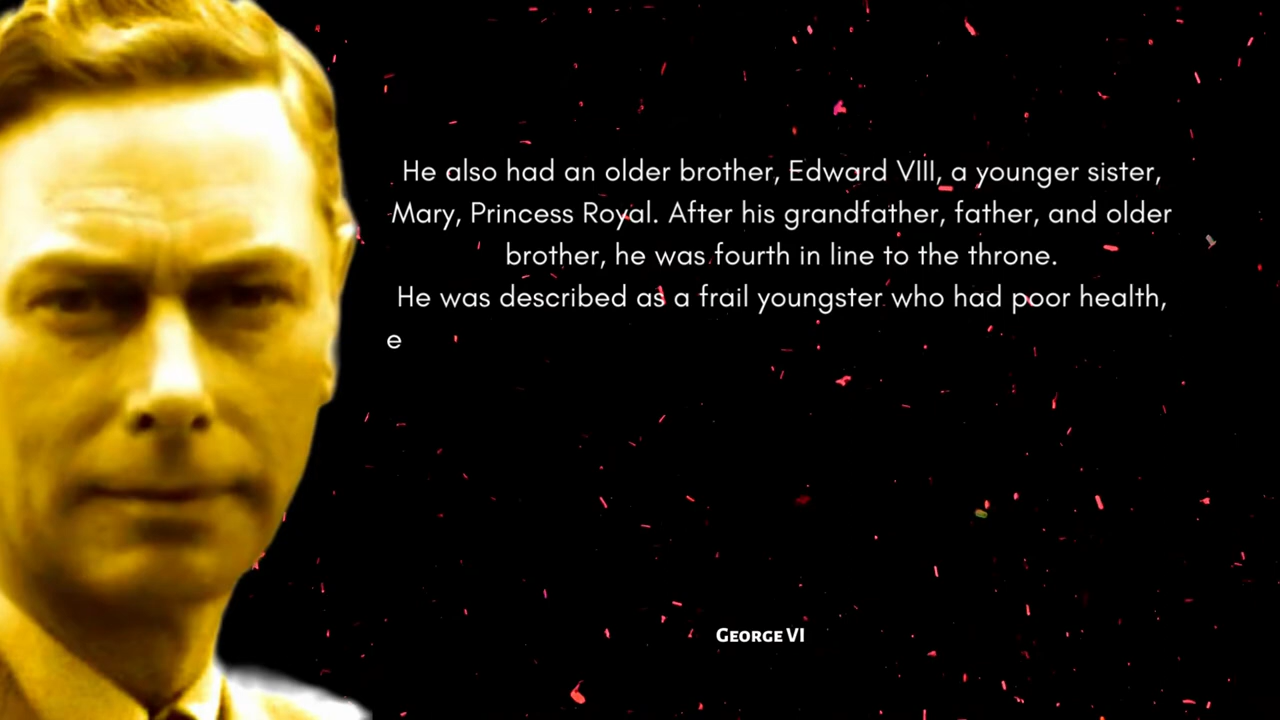 He also had an older brother, Edward VIII, a younger sister,
Mary, Princess Royal. After his grandfather, father, and older
brother, he was fourth in line to the throne.
He was described as a frail youngster who had poor health,
e
George VI